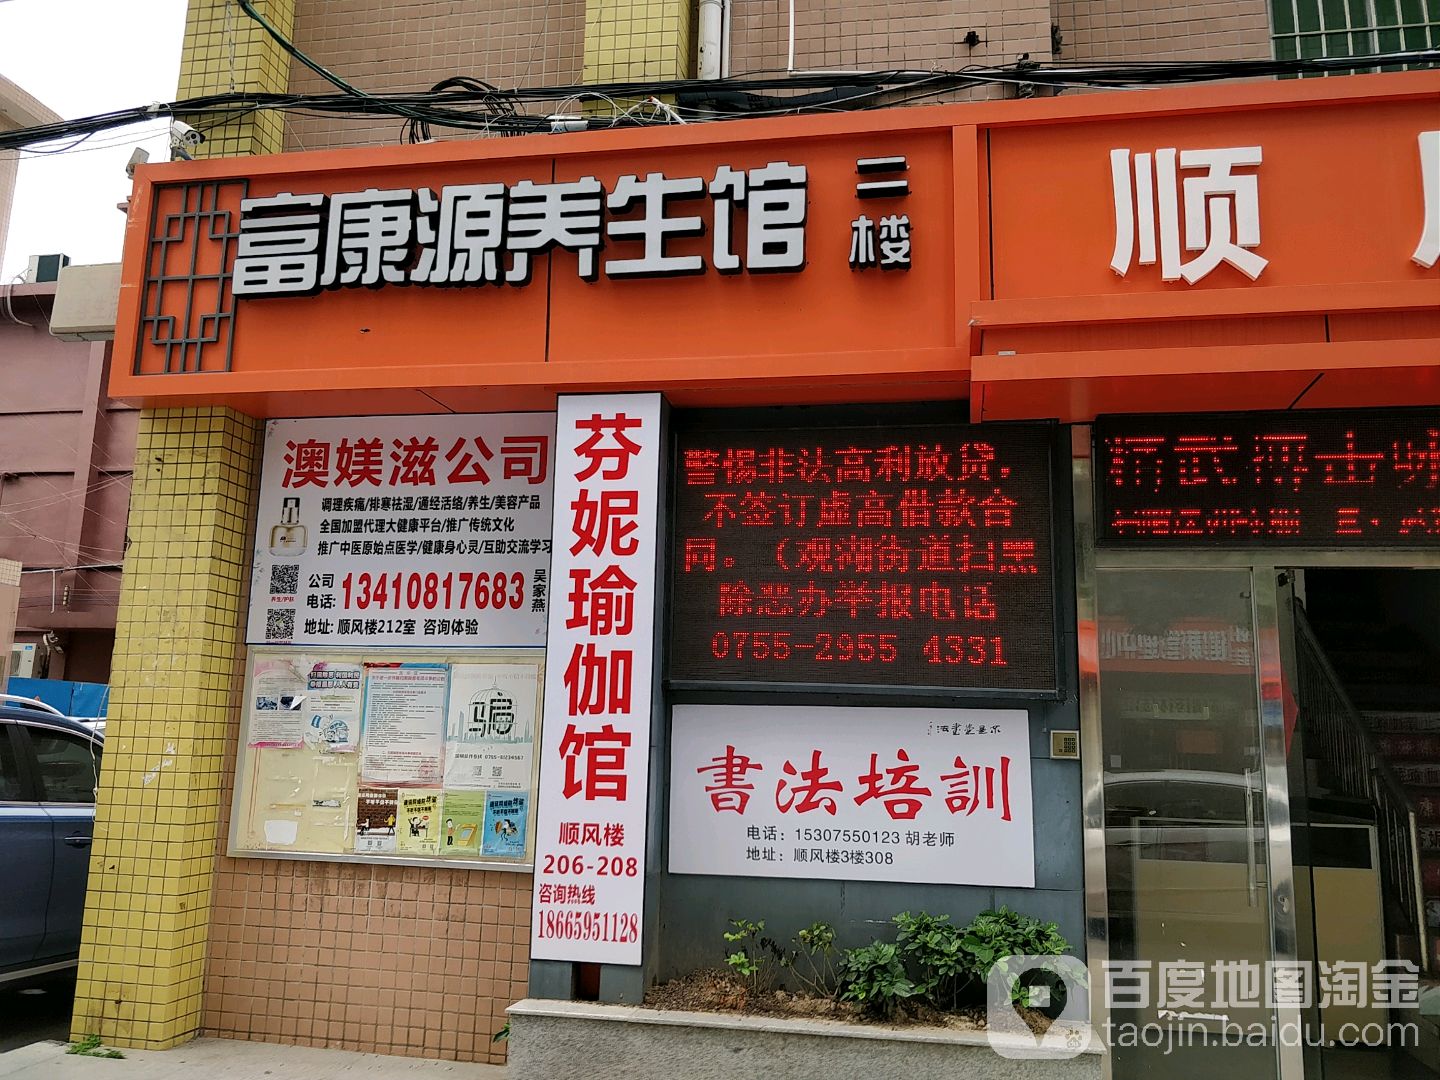 富康源养生馆 二楼
顺
澳媄滋公司
调理疾痛/排寒祛湿/通经活络/养生/美容产品
全国加盟代理大健康平台/推广传统文化
推广中医原始点医学/健康身心灵/互助交流学习
公司
电话: 13410817683 吴家燕
养生/护肤
地址: 顺风楼212室 咨询体验
芬妮瑜伽馆
顺风楼
206-208
咨询热线
18665951128
警惕非法高利放贷，
不签订虚高借款合
同。（观湖街道扫黑
除恶办举报电话
0755-2955 4331
書法培訓
电话：15307550123 胡老师
地址：顺风楼3楼308
百度地图淘金
taojin.baidu.com